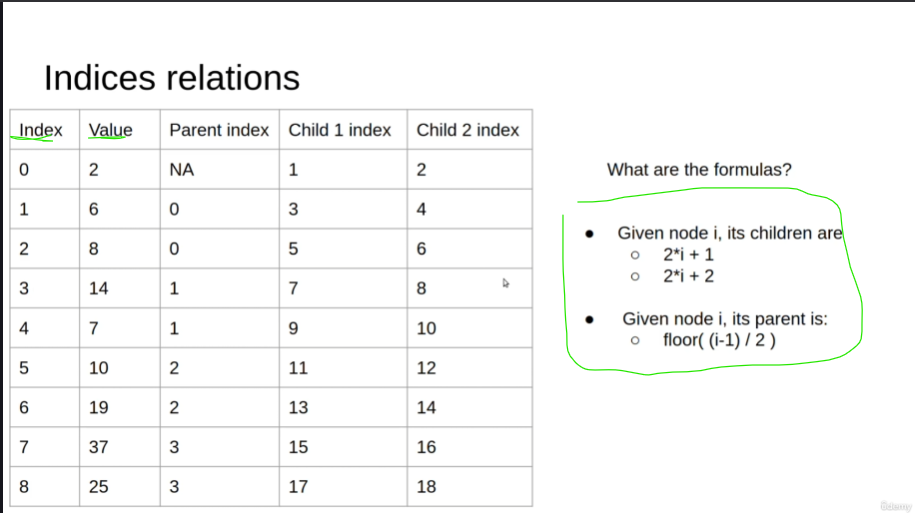 Indices relations
Index Value Parent index Child 1 index Child 2 index
0 2 NA 1 2
1 6 0 3 4
2 8 0 5 6
3 14 1 7 8
4 7 1 9 10
5 10 2 11 12
6 19 2 13 14
7 37 3 15 16
8 25 3 17 18
What are the formulas?
● Given node i, its children are
○ 2*i + 1
○ 2*i + 2
● Given node i, its parent is:
○ floor( (i-1) / 2 )
ûdemy